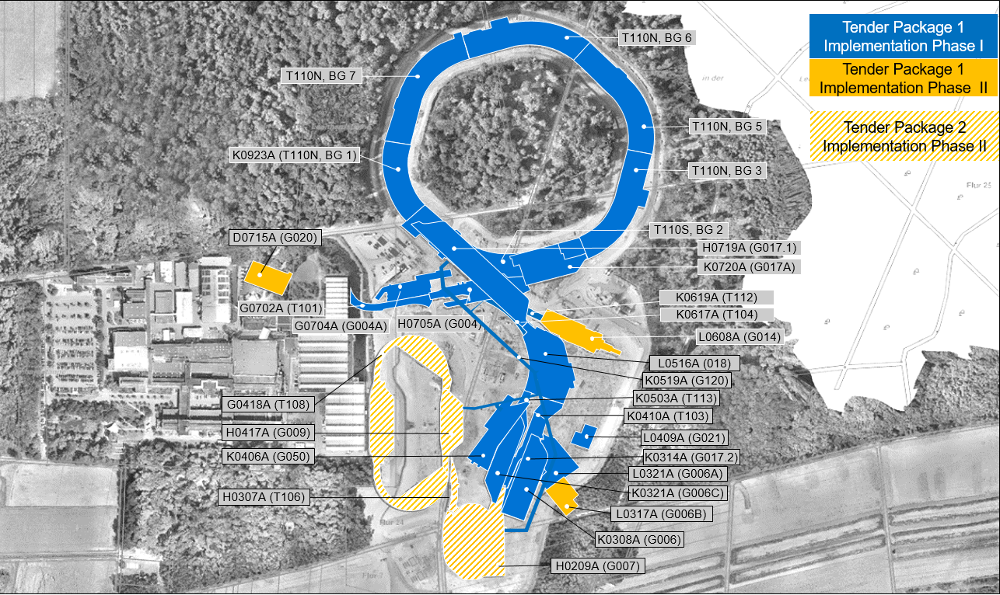 Tender Package 1
Implementation Phase I
Tender Package 1
Implementation Phase II
Tender Package 2
Implementation Phase II
T110N, BG 6
T110N, BG 7
in der
T110N, BG 5
K0923A (T110N, BG 1)
T110N, BG 3
Flur 25
T110S, BG 2
D0715A (G020)
H0719A (G017.1)
K0720A (G017A)
K0619A (T112)
G0702A (T101)
K0617A (T104)
G0704A (G004A)
H0705A (G004)
L0608A (G014)
L0516A (018)
K0519A (G120)
K0503A (T113)
G0418A (T108)
K0410A (T103)
H0417A (G009)
L0409A (G021)
K0406A (G050)
K0314A (G017.2)
L0321A (G006A)
K0321A (G006C)
H0307A (T106)
L0317A (G006B)
Flur 24
K0308A (G006)
H0209A (G007)
Flur 7